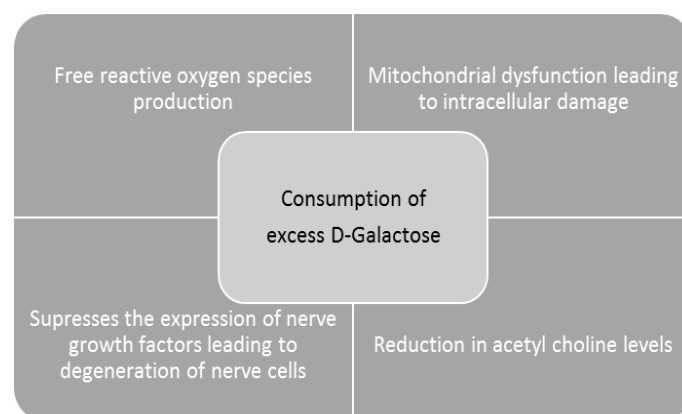 Free reactive oxygen species
production
Mitochondrial dysfunction leading
to intracellular damage
Consumption of
excess D-Galactose
Supresses the expression of nerve
growth factors leading to
degeneration of nerve cells
Reduction in acetyl choline levels